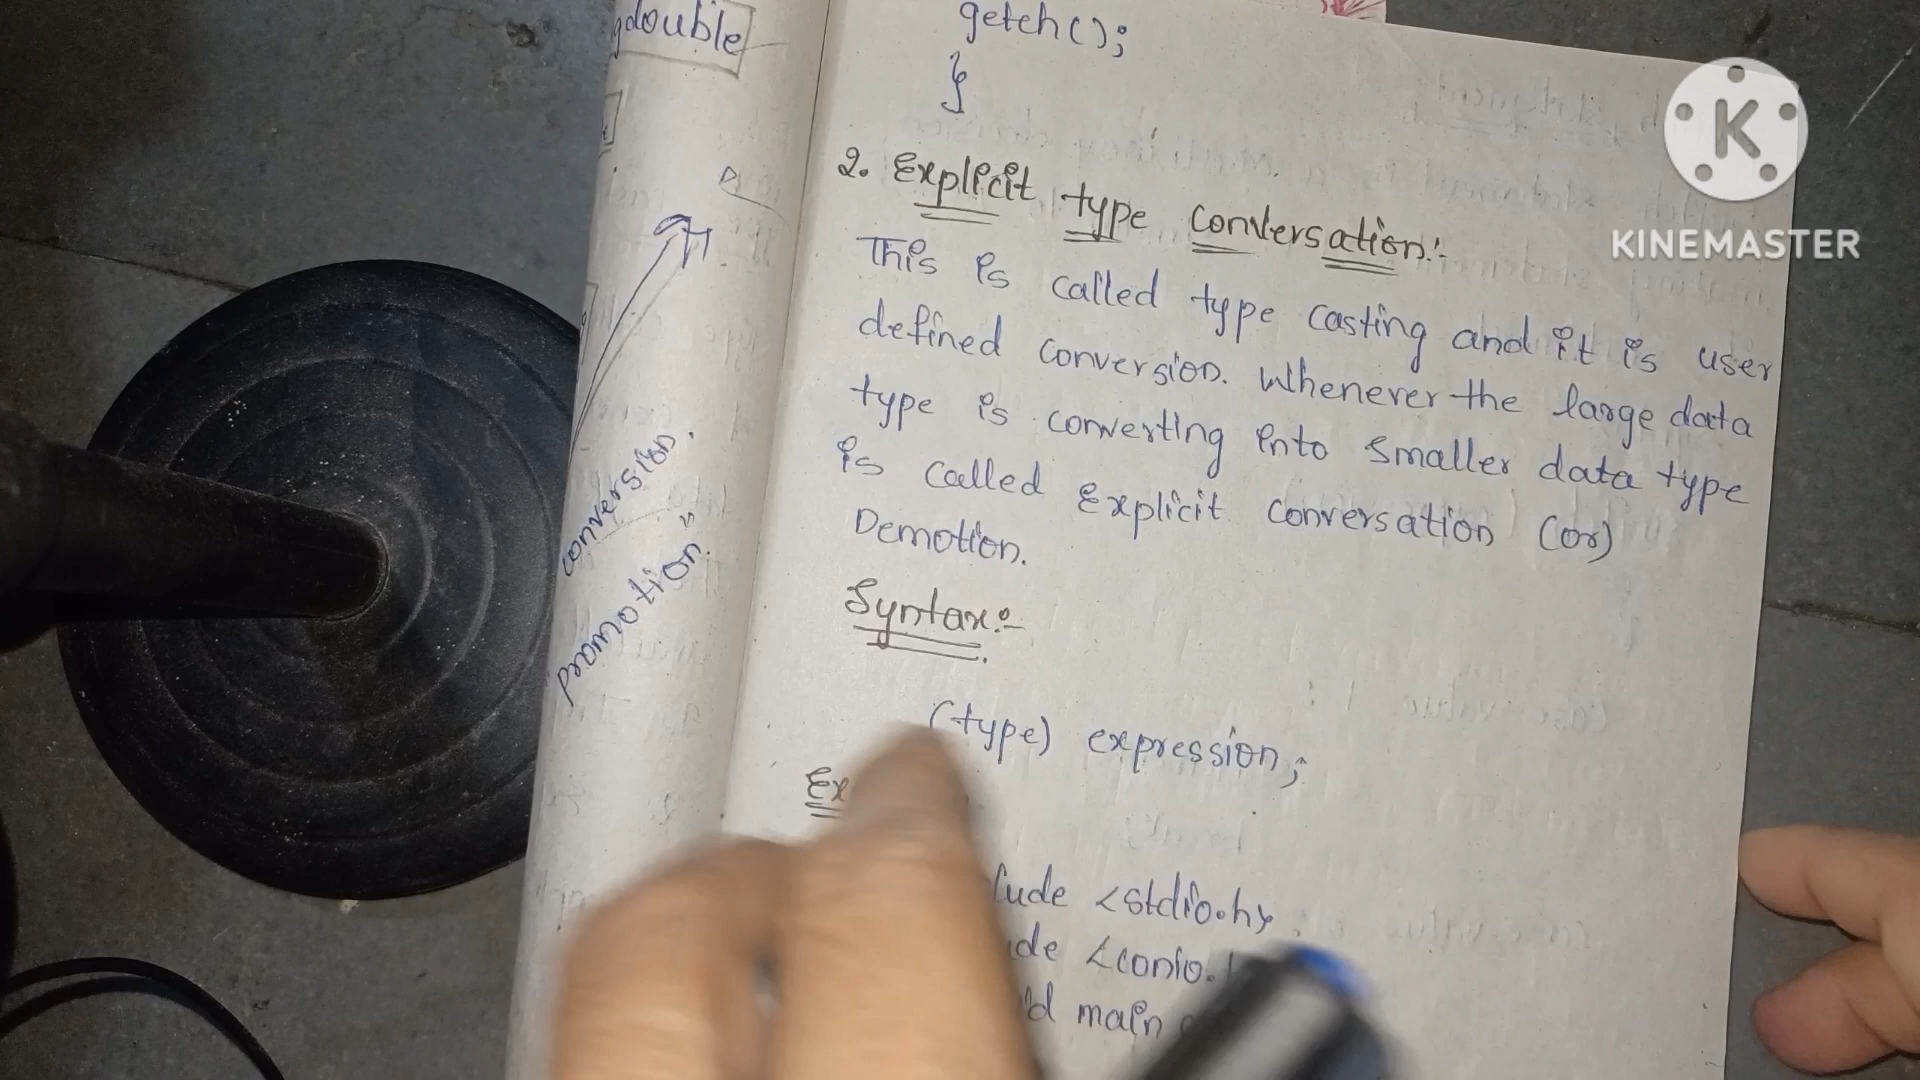 double
getch();
}
2. Explicit type conversation:-
This is called type casting and it is user
defined conversion. Whenever the large data
type is converting into smaller data type
is called Explicit conversation (or)
Demotion.
Syntax:-
(type) expression;
Ex
lude <stdio.h>
de <conio.h
d main
conversion.
promotion."
KINEMASTER